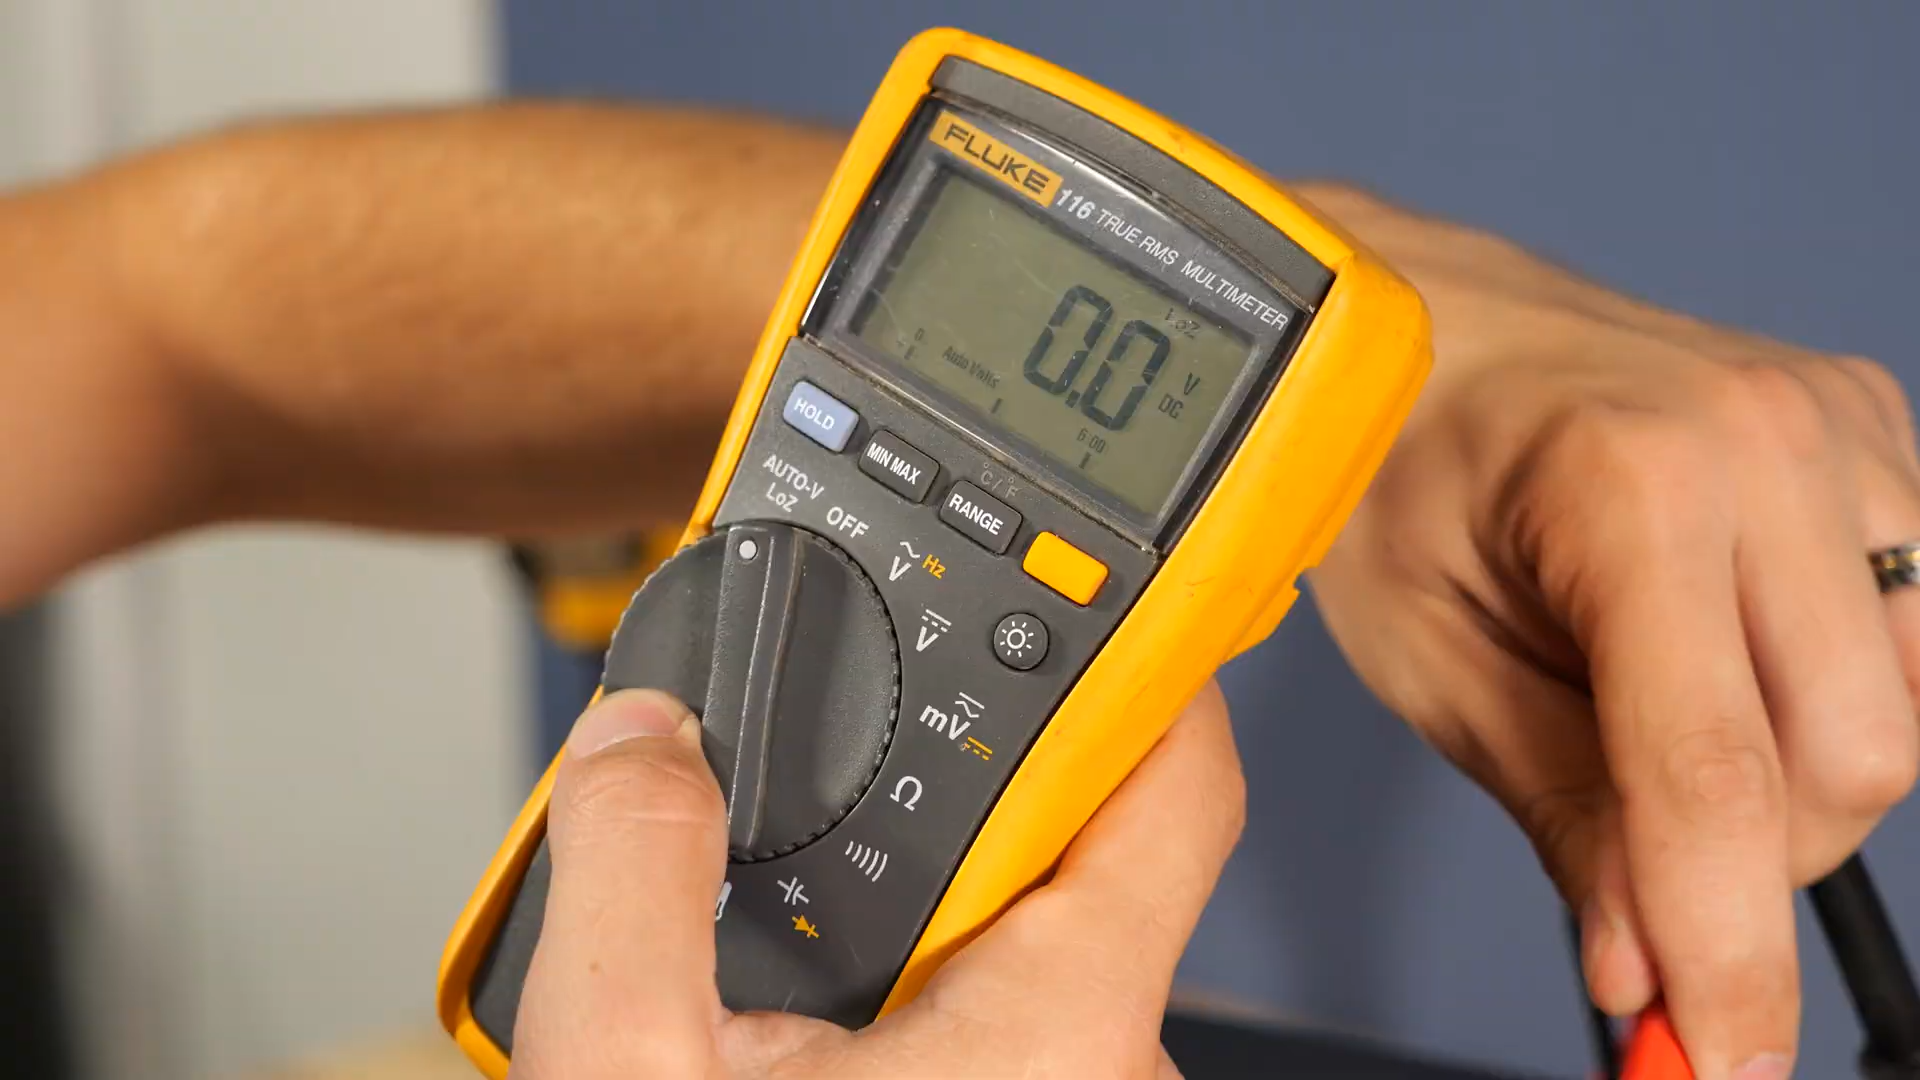 FLUKE 116 TRUE RMS MULTIMETER
LoZ
0.0 V
DC
0
Auto Volts
6.00
HOLD
MIN MAX
°C / °F
RANGE
AUTO-V
LoZ
OFF
V Hz
V
mV
Ω